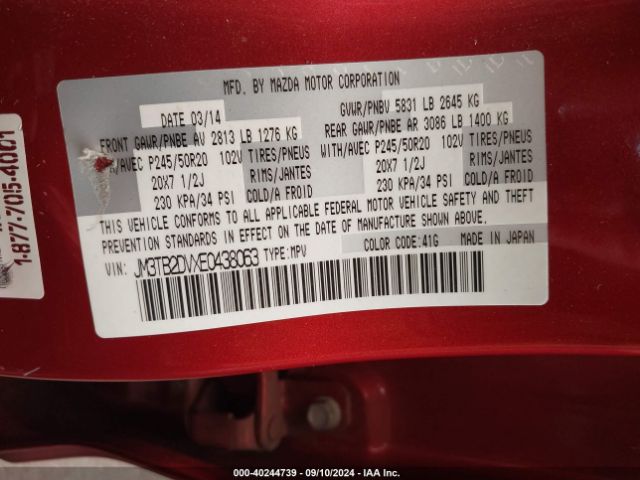 MFD. BY MAZDA MOTOR CORPORATION
DATE 03/14
GVWR/PNBV 5831 LB 2645 KG
FRONT GAWR/PNBE AV 2813 LB 1276 KG
REAR GAWR/PNBE AR 3086 LB 1400 KG
/AVEC P245/50R20 102V TIRES/PNEUS
WITH/AVEC P245/50R20 102V TIRES/PNEUS
20X7 1/2J RIMS/JANTES
20X7 1/2J RIMS/JANTES
230 KPA/34 PSI COLD/A FROID
230 KPA/34 PSI COLD/A FROID
THIS VEHICLE CONFORMS TO ALL APPLICABLE FEDERAL MOTOR VEHICLE SAFETY AND THEFT
PREVENTION STANDARDS IN EFFECT ON THE DATE OF MANUFACTURE SHOWN ABOVE.
COLOR CODE:41G MADE IN JAPAN
VIN: JM3TB2DVXE0438063 TYPE:MPV
1-877-705-4001
000-40244739 - 09/10/2024 - IAA Inc.